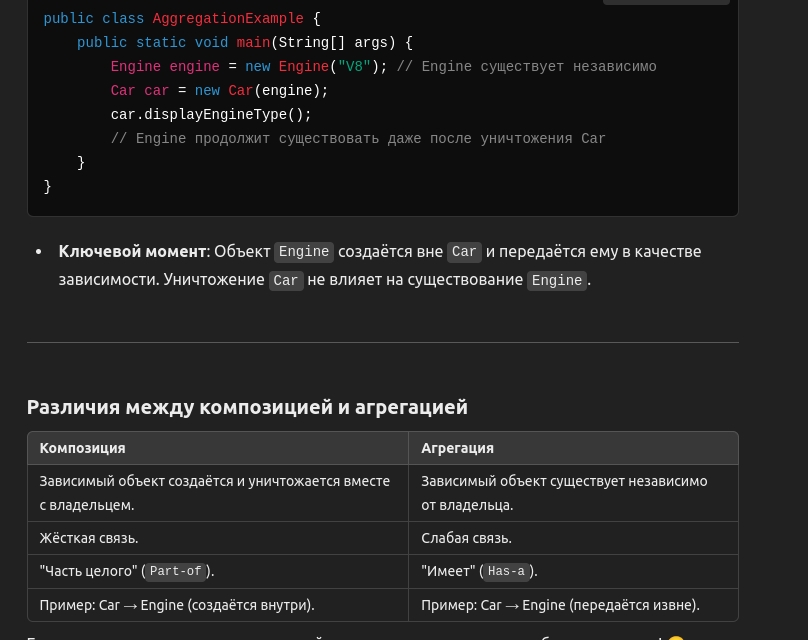 public class AggregationExample {
public static void main(String[] args) {
Engine engine = new Engine("V8"); // Engine существует независимо
Car car = new Car(engine);
car.displayEngineType();
// Engine продолжит существовать даже после уничтожения Car
}
}
• Ключевой момент: Объект Engine создаётся вне Car и передаётся ему в качестве
зависимости. Уничтожение Car не влияет на существование Engine.
Различия между композицией и агрегацией
Композиция
Агрегация
Зависимый объект создаётся и уничтожается вместе
с владельцем.
Зависимый объект существует независимо
от владельца.
Жёсткая связь.
Слабая связь.
"Часть целого" (Part-of).
"Имеет" (Has-a).
Пример: Car → Engine (создаётся внутри).
Пример: Car → Engine (передаётся извне).